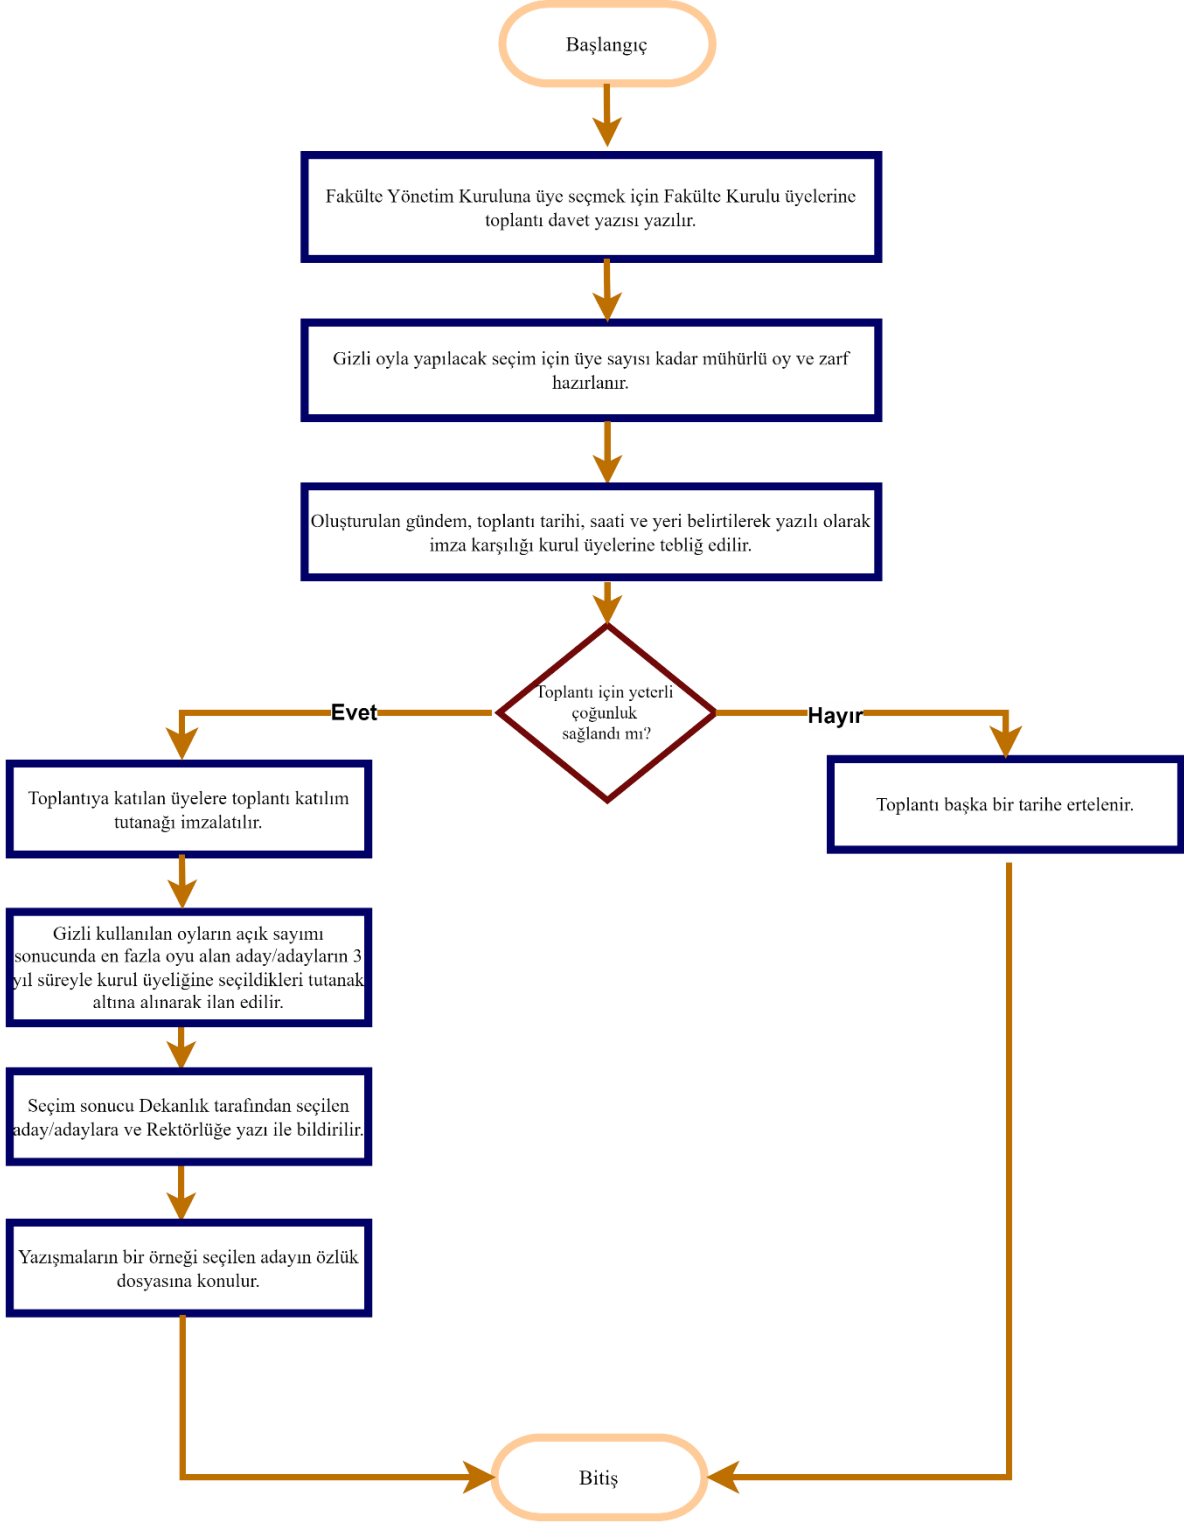 Başlangıç
Fakülte Yönetim Kuruluna üye seçmek için Fakülte Kurulu üyelerine
toplantı davet yazısı yazılır.
Gizli oyla yapılacak seçim için üye sayısı kadar mühürlü oy ve zarf
hazırlanır.
Oluşturulan gündem, toplantı tarihi, saati ve yeri belirtilerek yazılı olarak
imza karşılığı kurul üyelerine tebliğ edilir.
Toplantı için yeterli
çoğunluk
sağlandı mı?
Evet
Hayır
Toplantıya katılan üyelere toplantı katılım
tutanağı imzalatılır.
Toplantı başka bir tarihe ertelenir.
Gizli kullanılan oyların açık sayımı
sonucunda en fazla oyu alan aday/adayların 3
yıl süreyle kurul üyeliğine seçildikleri tutanak
altına alınarak ilan edilir.
Seçim sonucu Dekanlık tarafından seçilen
aday/adaylara ve Rektörlüğe yazı ile bildirilir.
Yazışmaların bir örneği seçilen adayın özlük
dosyasına konulur.
Bitiş